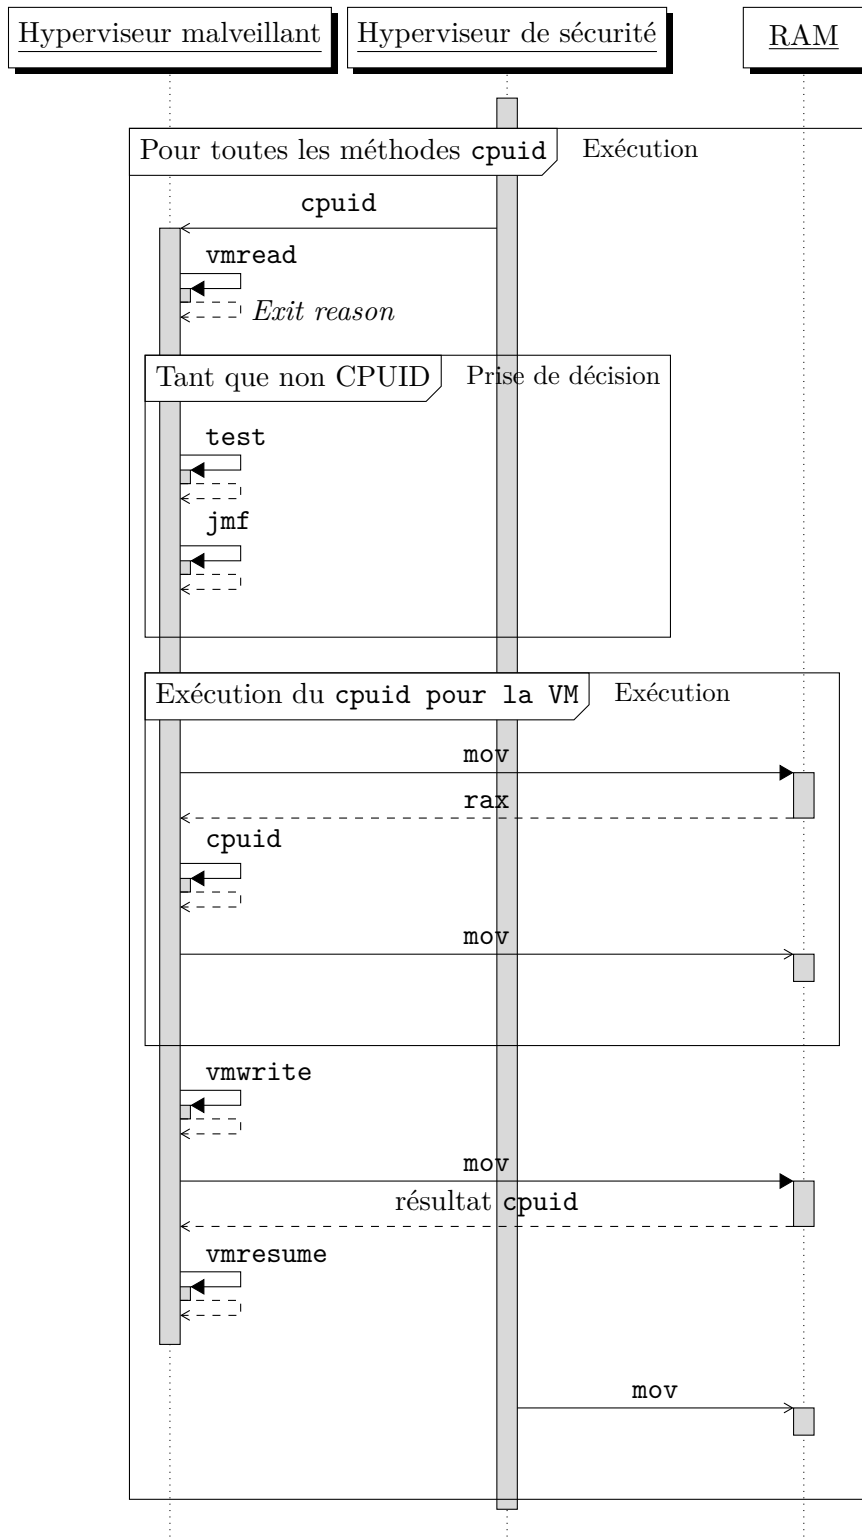 Hyperviseur malveillant Hyperviseur de sécurité RAM
Pour toutes les méthodes cpuid Exécution
cpuid
vmread
Exit reason
Tant que non CPUID Prise de décision
test
jmf
Exécution du cpuid pour la VM Exécution
mov
rax
cpuid
mov
vmwrite
mov
résultat cpuid
vmresume
mov